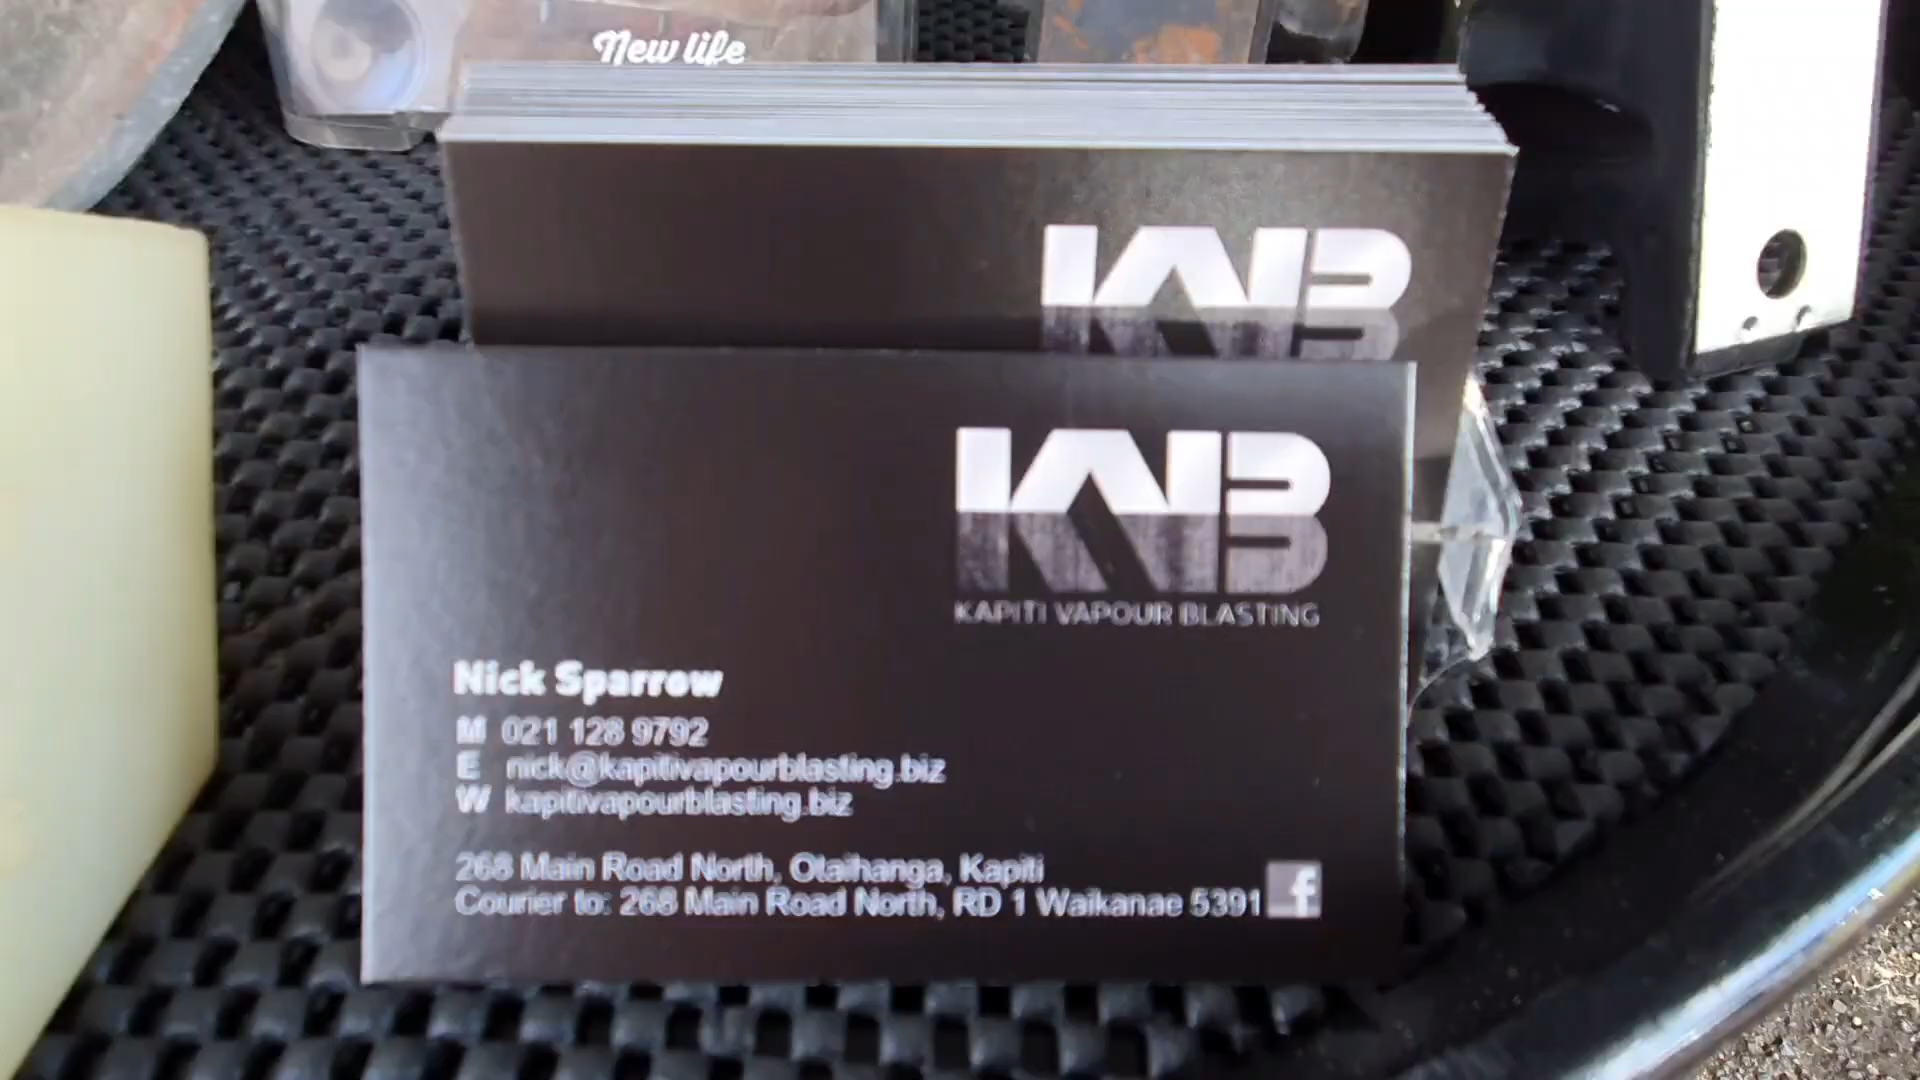 New life
KVB
KVB
KAPITI VAPOUR BLASTING
Nick Sparrow
M 021 128 9792
E nick@kapitivapourblasting.biz
W kapitivapourblasting.biz
268 Main Road North, Otaihanga, Kapiti
Courier to: 268 Main Road North, RD 1 Waikanae 5391 f